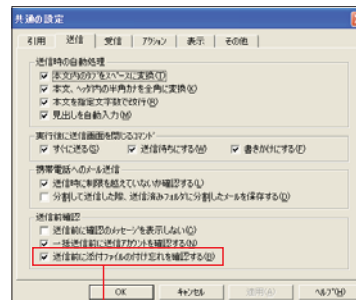 共通の設定
引用 送信 受信 アクション 表示 その他
送信時の自動処理
本文内のタブをスペースに変換(T)
本文、ヘッダ内の半角カナを全角に変換(K)
本文を指定文字数で改行(R)
見出しを自動入力(M)
実行後に送信画面を閉じるコマンド
すぐに送る(S) 送信待ちにする(W) 書きかけにする(F)
携帯電話へのメール送信
送信時に制限を超えていないか確認する(L)
分割して送信した際、送信済みフォルダに分割したメールを保存する(D)
送信前確認
送信前に確認のメッセージを表示しない(C)
一括送信前に送信アカウントを確認する(N)
送信前に添付ファイルの付け忘れを確認する(B)
OK キャンセル 適用(A) ヘルプ(H)